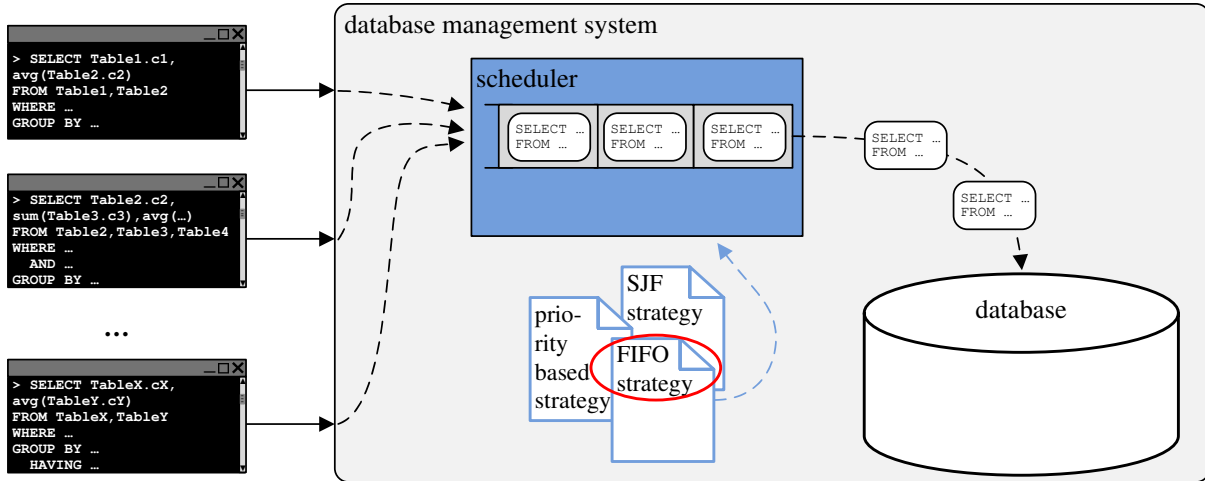 > SELECT Table1.c1,
avg(Table2.c2)
FROM Table1,Table2
WHERE …
GROUP BY …
> SELECT Table2.c2,
sum(Table3.c3),avg(…)
FROM Table2,Table3,Table4
WHERE …
AND …
GROUP BY …
…
> SELECT TableX.cX,
avg(TableY.cY)
FROM TableX,TableY
WHERE …
GROUP BY …
HAVING …
database management system
scheduler
SELECT …
FROM …
SELECT …
FROM …
SELECT …
FROM …
SELECT …
FROM …
SELECT …
FROM …
SJF
strategy
prio-
rity
based
strategy
FIFO
strategy
database